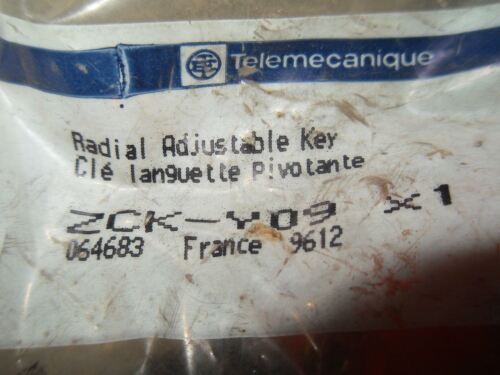 Telemecanique
Radial Adjustable Key
Clé languette Pivotante
ZCK-Y09 x1
064683 France 9612